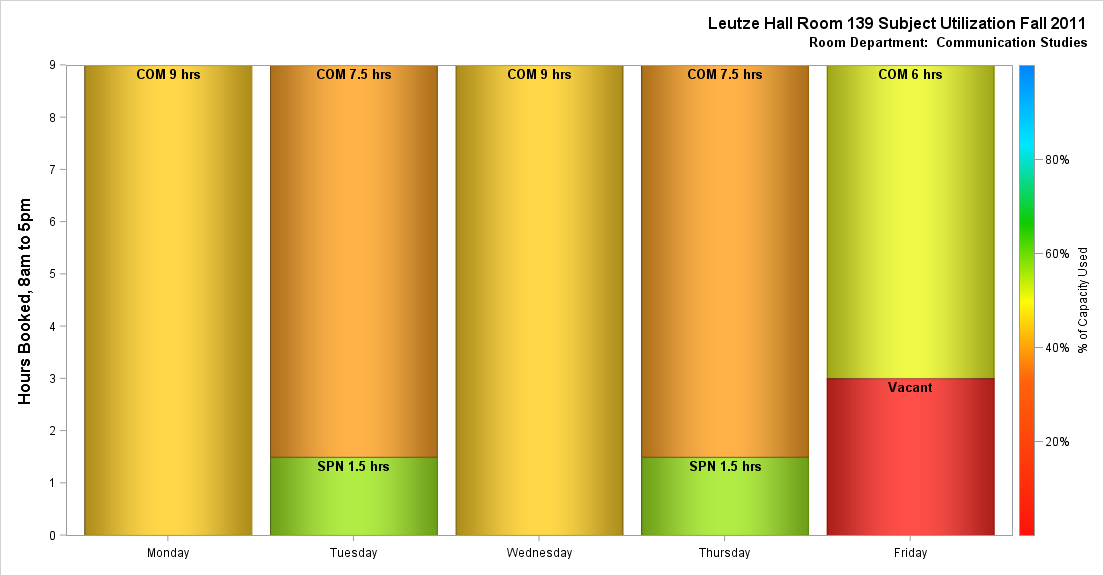 Leutze Hall Room 139 Subject Utilization Fall 2011
Room Department:  Communication Studies
Hours Booked, 8am to 5pm
9
8
7
6
5
4
3
2
1
0
COM 9 hrs
COM 7.5 hrs
COM 9 hrs
COM 7.5 hrs
COM 6 hrs
Vacant
SPN 1.5 hrs
SPN 1.5 hrs
Monday
Tuesday
Wednesday
Thursday
Friday
80%
60%
40%
20%
% of Capacity Used